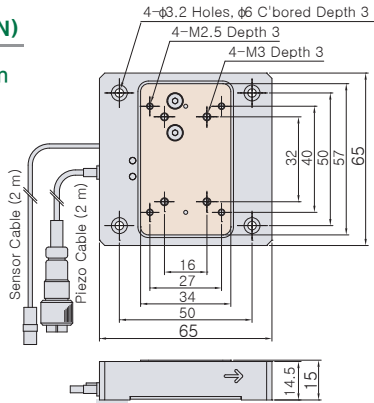 N)
4-ϕ3.2 Holes, ϕ6 C'bored Depth 3
4-M2.5 Depth 3
m
4-M3 Depth 3
32
40
50
57
65
Sensor Cable (2 m)
Piezo Cable (2 m)
16
27
34
50
65
14.5
15